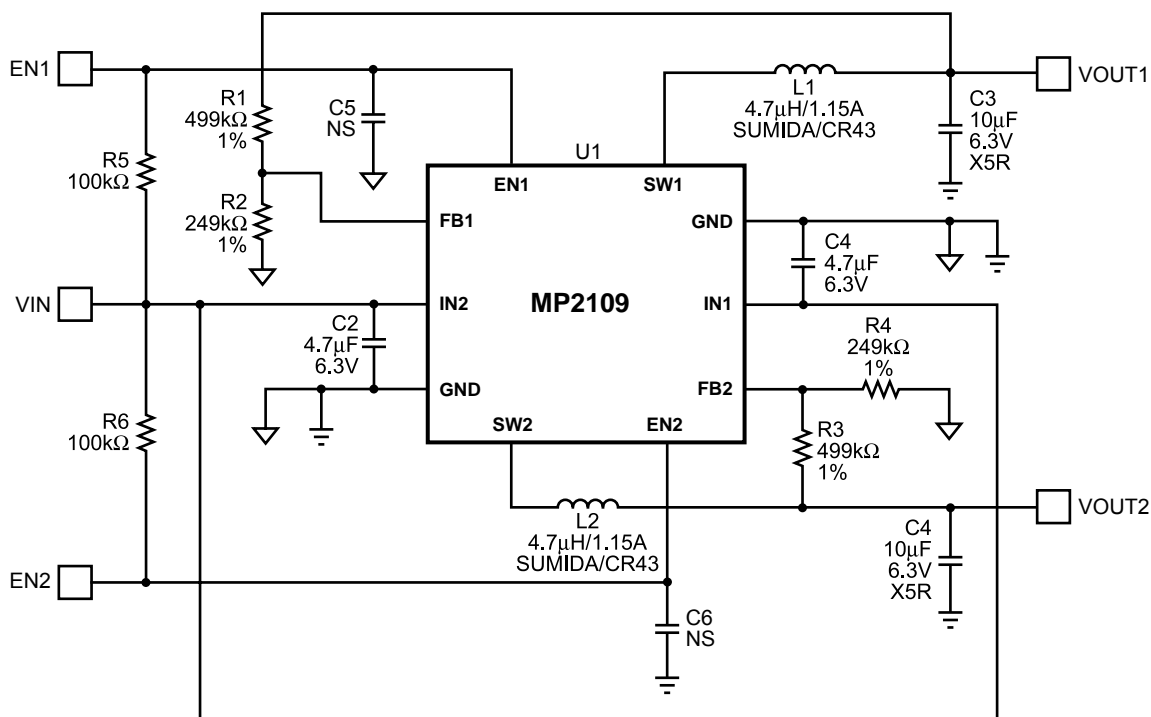 EN1
R1
499kΩ
1%
C5
NS
L1
4.7µH/1.15A
SUMIDA/CR43
VOUT1
C3
10µF
6.3V
X5R
R5
100kΩ
R2
249kΩ
1%
U1
EN1
SW1
FB1
GND
C4
4.7µF
6.3V
VIN
IN2
MP2109
IN1
C2
4.7µF
6.3V
R4
249kΩ
1%
GND
FB2
R6
100kΩ
SW2
EN2
R3
499kΩ
1%
L2
4.7µH/1.15A
SUMIDA/CR43
VOUT2
C4
10µF
6.3V
X5R
EN2
C6
NS